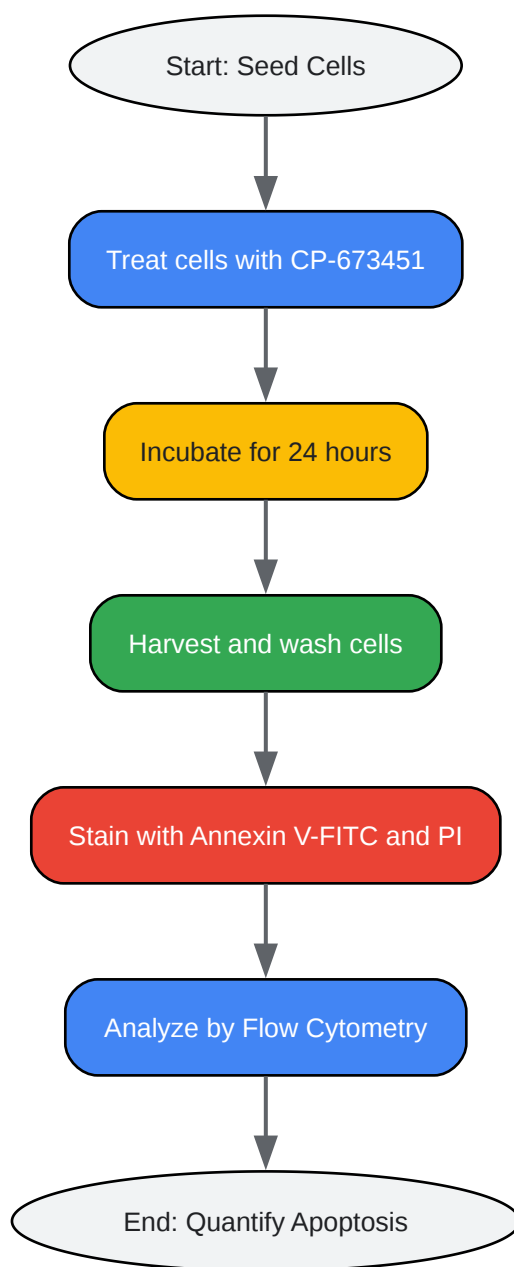 Start: Seed Cells
Treat cells with CP-673451
Incubate for 24 hours
Harvest and wash cells
Stain with Annexin V-FITC and PI
Analyze by Flow Cytometry
End: Quantify Apoptosis